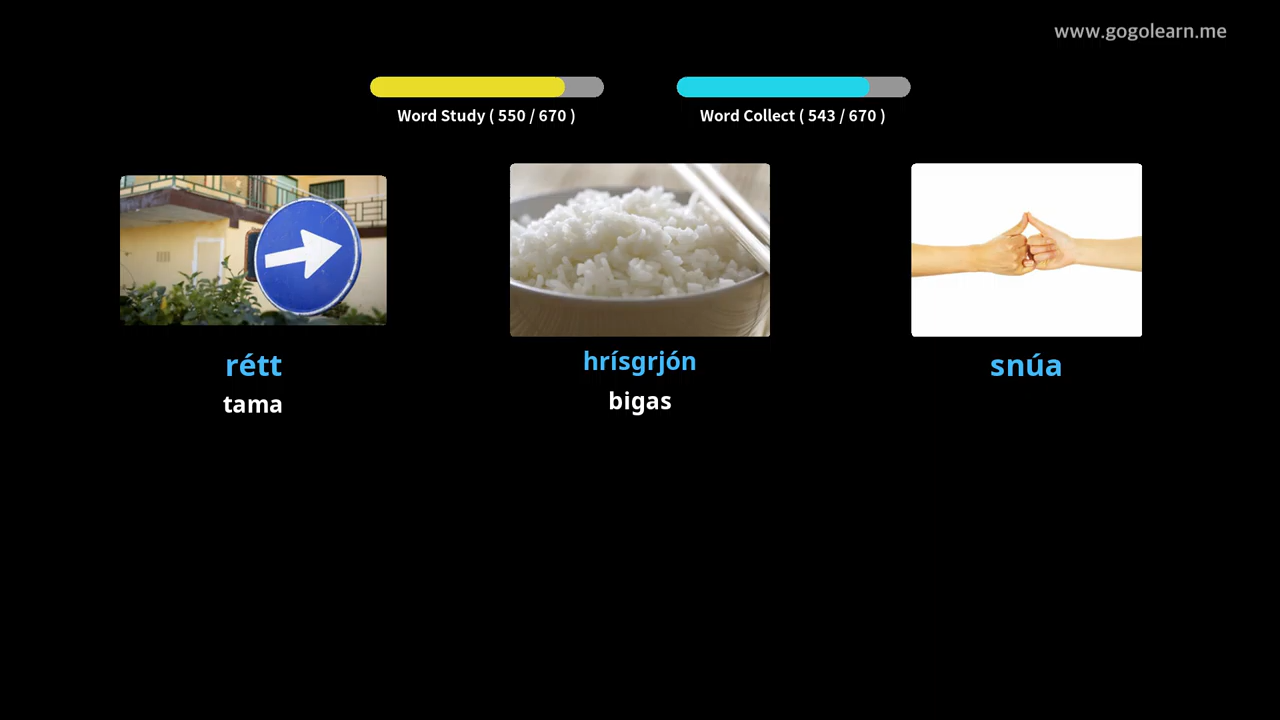 www.gogolearn.me
Word Study ( 550 / 670 )
Word Collect ( 543 / 670 )
rétt
hrísgrjón
snúa
tama
bigas